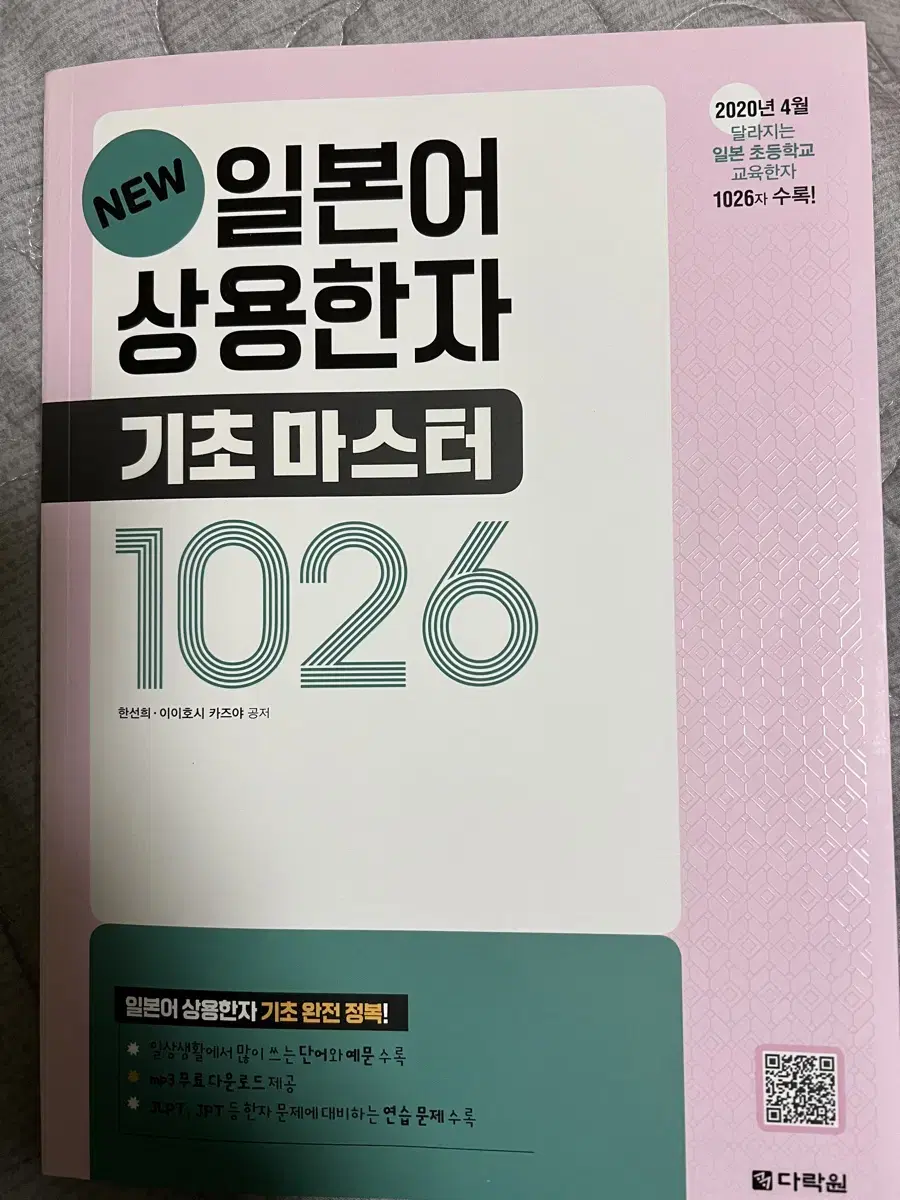 NEW
일본어
상용한자
기초 마스터
1026
한선희 · 이이호시 카즈야 공저
2020년 4월
달라지는
일본 초등학교
교육한자
1026자 수록!
일본어 상용한자 기초 완전 정복!
일상생활에서 많이 쓰는 단어와 예문 수록
mp3 무료 다운로드 제공
JLPT, JPT 등 한자 문제에 대비하는 연습 문제 수록
다락원